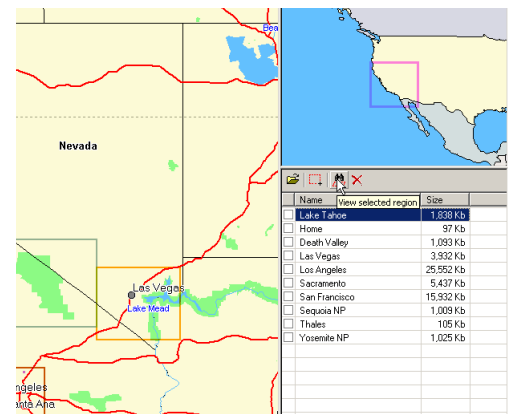 Bea
Nevada
Las Vegas
Lake Mead
ngeles
anta Ana
View selected region
Name Size
Lake Tahoe 1,838 Kb
Home 97 Kb
Death Valley 1,093 Kb
Las Vegas 3,932 Kb
Los Angeles 25,552 Kb
Sacramento 5,437 Kb
San Francisco 15,932 Kb
Sequoia NP 1,009 Kb
Thales 105 Kb
Yosemite NP 1,025 Kb